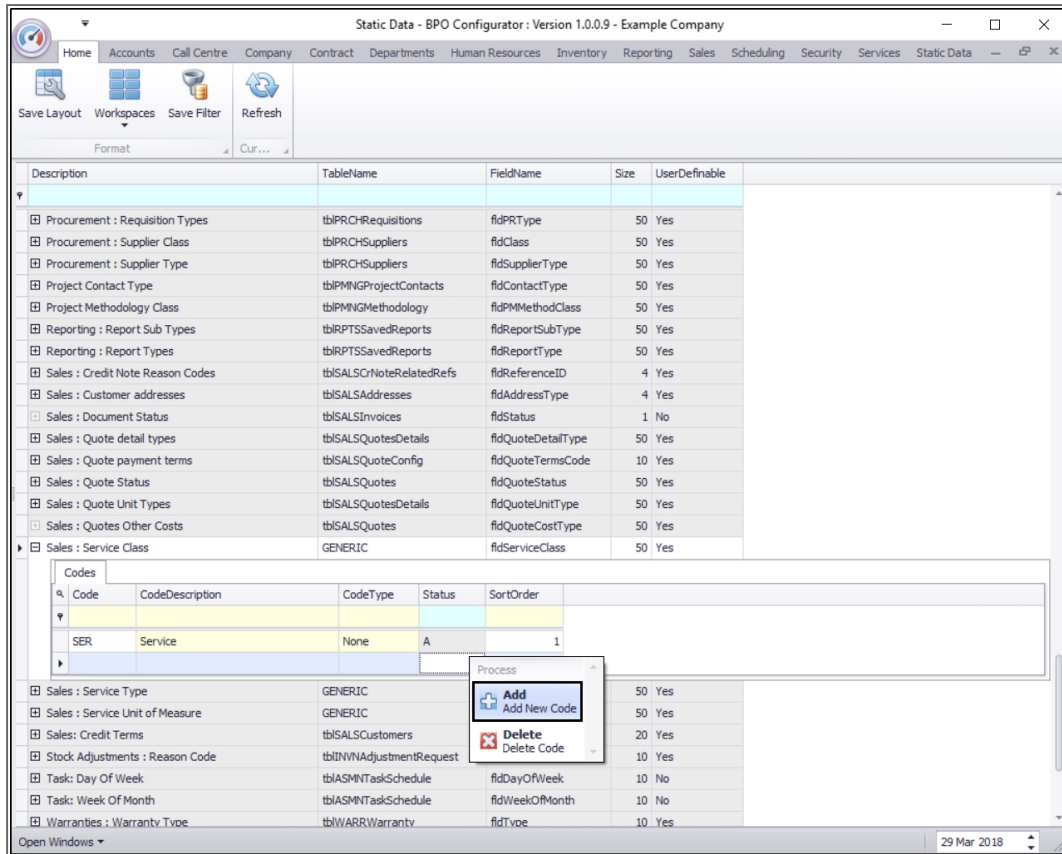 Static Data - BPO Configurator : Version 1.0.0.9 - Example Company
Home Accounts Call Centre Company Contract Departments Human Resources Inventory Reporting Sales Scheduling Security Services Static Data
Save Layout Workspaces Save Filter Refresh
Format Cur...
Description TableName FieldName Size UserDefinable
Procurement : Requisition Types tblPRCHRequisitions fldPRType 50 Yes
Procurement : Supplier Class tblPRCHSuppliers fldClass 50 Yes
Procurement : Supplier Type tblPRCHSuppliers fldSupplierType 50 Yes
Project Contact Type tblPMNGProjectContacts fldContactType 50 Yes
Project Methodology Class tblPMNGMethodology fldPMMethodClass 50 Yes
Reporting : Report Sub Types tblRPTSSavedReports fldReportSubType 50 Yes
Reporting : Report Types tblRPTSSavedReports fldReportType 50 Yes
Sales : Credit Note Reason Codes tblSALSCrNoteRelatedRefs fldReferenceID 4 Yes
Sales : Customer addresses tblSALSAddresses fldAddressType 4 Yes
Sales : Document Status tblSALSInvoices fldStatus 1 No
Sales : Quote detail types tblSALSQuotesDetails fldQuoteDetailType 50 Yes
Sales : Quote payment terms tblSALSQuoteConfig fldQuoteTermsCode 10 Yes
Sales : Quote Status tblSALSQuotes fldQuoteStatus 50 Yes
Sales : Quote Unit Types tblSALSQuotesDetails fldQuoteUnitType 50 Yes
Sales : Quotes Other Costs tblSALSQuotes fldQuoteCostType 50 Yes
Sales : Service Class GENERIC fldServiceClass 50 Yes
Codes
Code CodeDescription CodeType Status SortOrder
SER Service None A 1
Process
Add
Add New Code
Delete
Delete Code
Sales : Service Type GENERIC 50 Yes
Sales : Service Unit of Measure GENERIC 50 Yes
Sales: Credit Terms tblSALSCustomers 20 Yes
Stock Adjustments : Reason Code tblINVNAdjustmentRequest 10 Yes
Task: Day Of Week tblASMNTaskSchedule fldDayOfWeek 10 No
Task: Week Of Month tblASMNTaskSchedule fldWeekOfMonth 10 No
Warranties : Warranty Type tblWARRWarranty fldType 10 Yes
Open Windows 29 Mar 2018